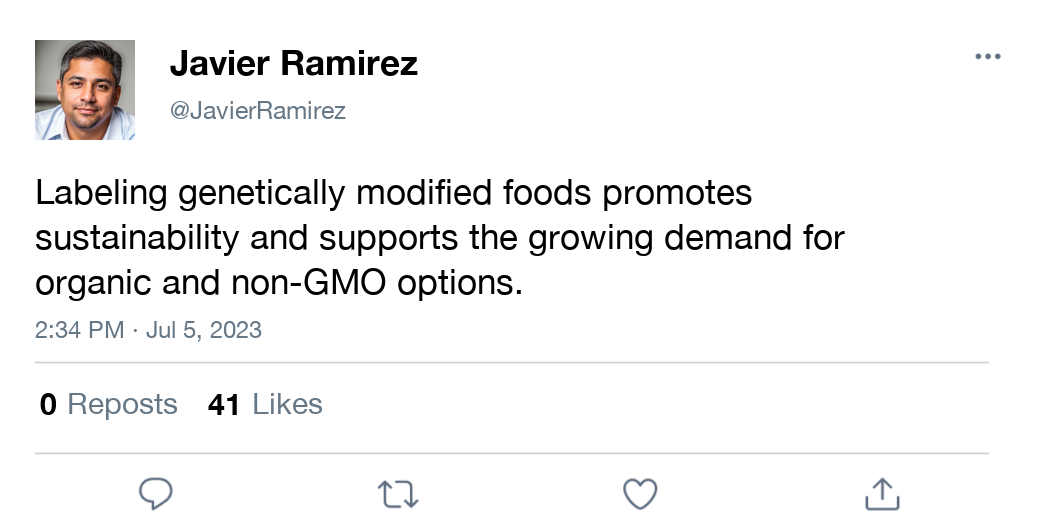 Javier Ramirez
@JavierRamirez
Labeling genetically modified foods promotes
sustainability and supports the growing demand for
organic and non-GMO options.
2:34 PM · Jul 5, 2023
0 Reposts 41 Likes